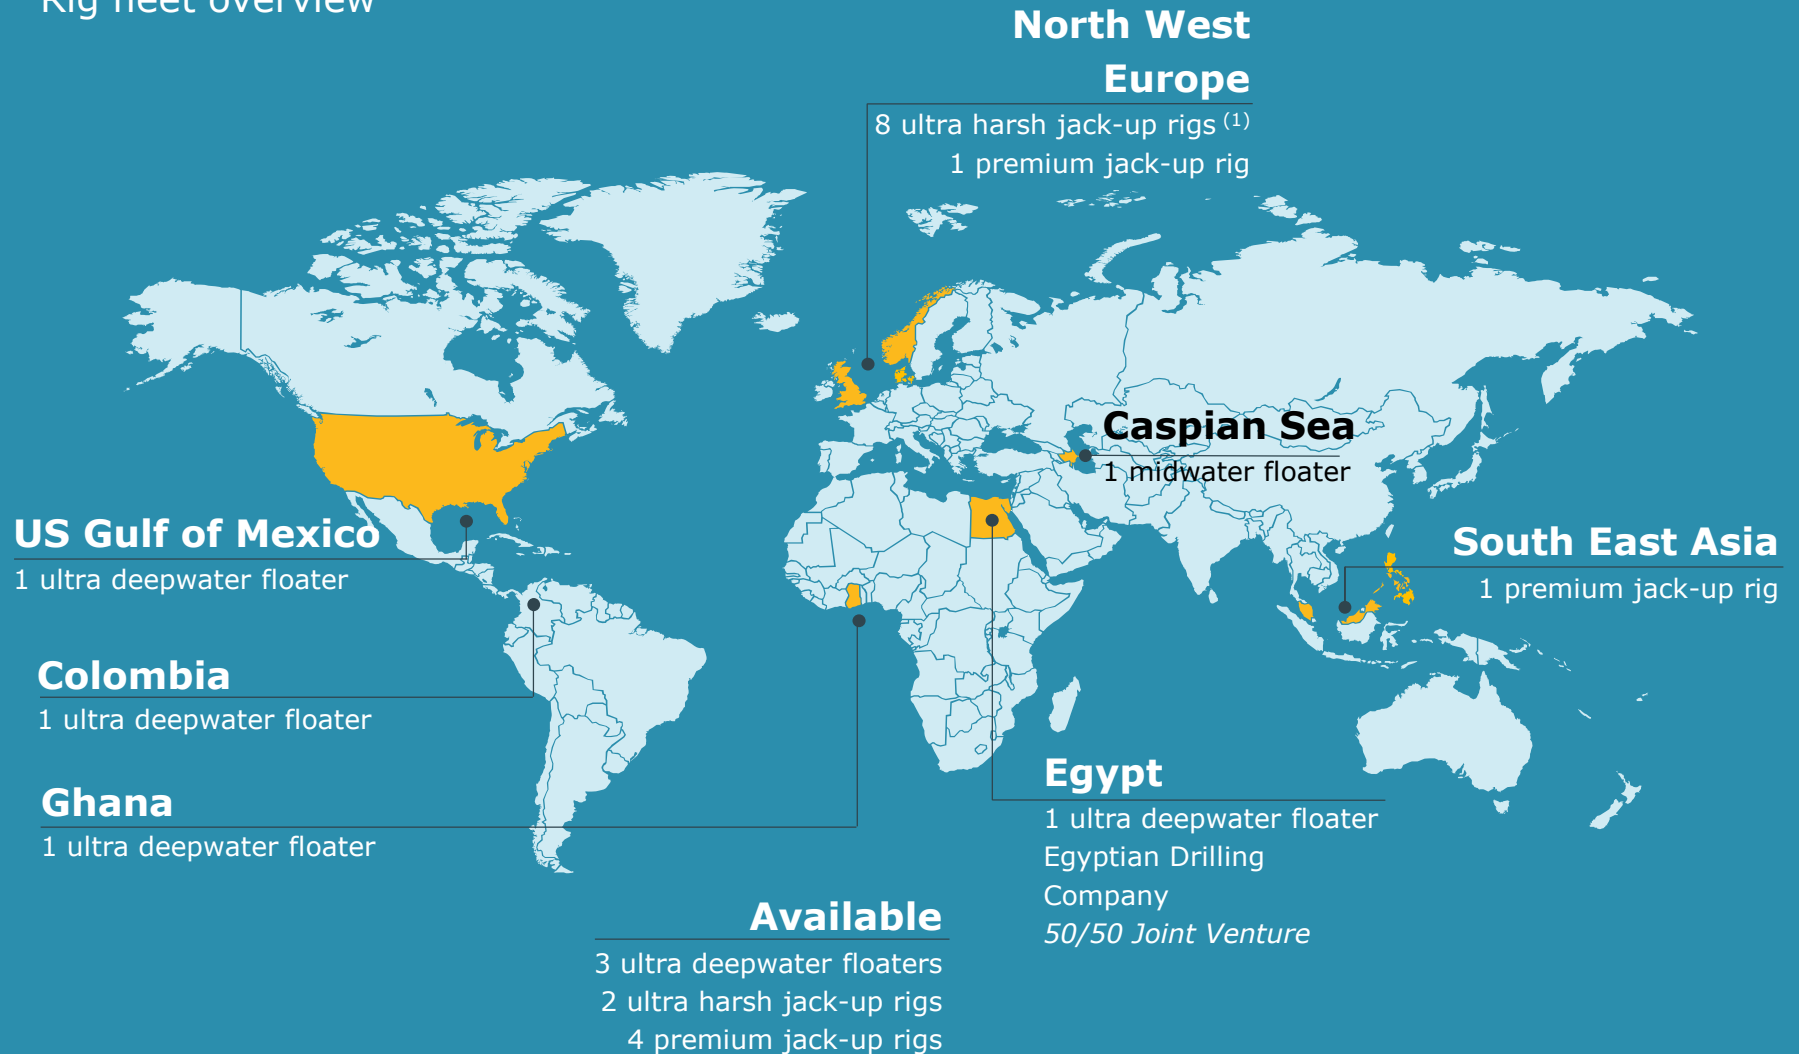 Rig fleet overview
North West
Europe
8 ultra harsh jack-up rigs (1)
1 premium jack-up rig
Caspian Sea
1 midwater floater
US Gulf of Mexico
1 ultra deepwater floater
South East Asia
1 premium jack-up rig
Colombia
1 ultra deepwater floater
Ghana
1 ultra deepwater floater
Egypt
1 ultra deepwater floater
Egyptian Drilling
Company
50/50 Joint Venture
Available
3 ultra deepwater floaters
2 ultra harsh jack-up rigs
4 premium jack-up rigs